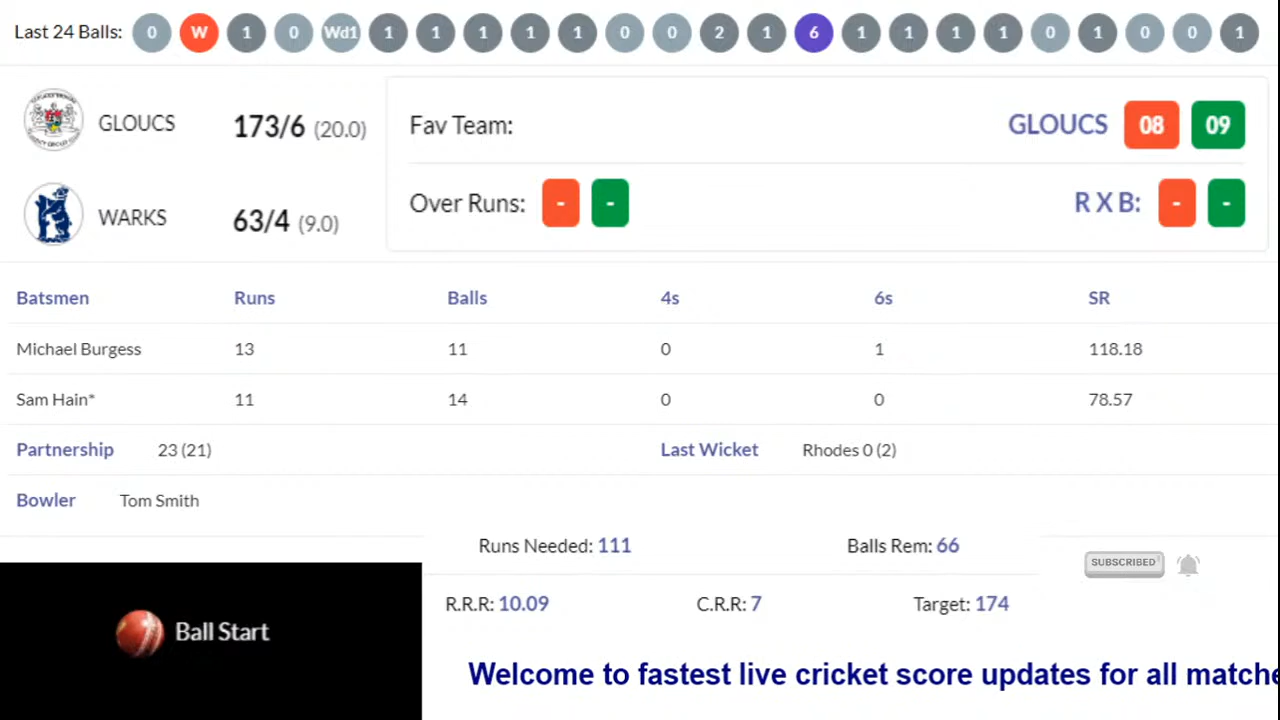 Last 24 Balls: 0 W 1 0 Wd1 1 1 1 1 1 0 0 2 1 6 1 1 1 1 0 1 0 0 1
GLOUCS 173/6 (20.0)
Fav Team: GLOUCS 08 09
WARKS 63/4 (9.0)
Over Runs: - - R X B: - -
Batsmen Runs Balls 4s 6s SR
Michael Burgess 13 11 0 1 118.18
Sam Hain* 11 14 0 0 78.57
Partnership 23 (21) Last Wicket Rhodes 0 (2)
Bowler Tom Smith
Runs Needed: 111 Balls Rem: 66
SUBSCRIBED
R.R.R: 10.09 C.R.R: 7 Target: 174
Ball Start
Welcome to fastest live cricket score updates for all matche